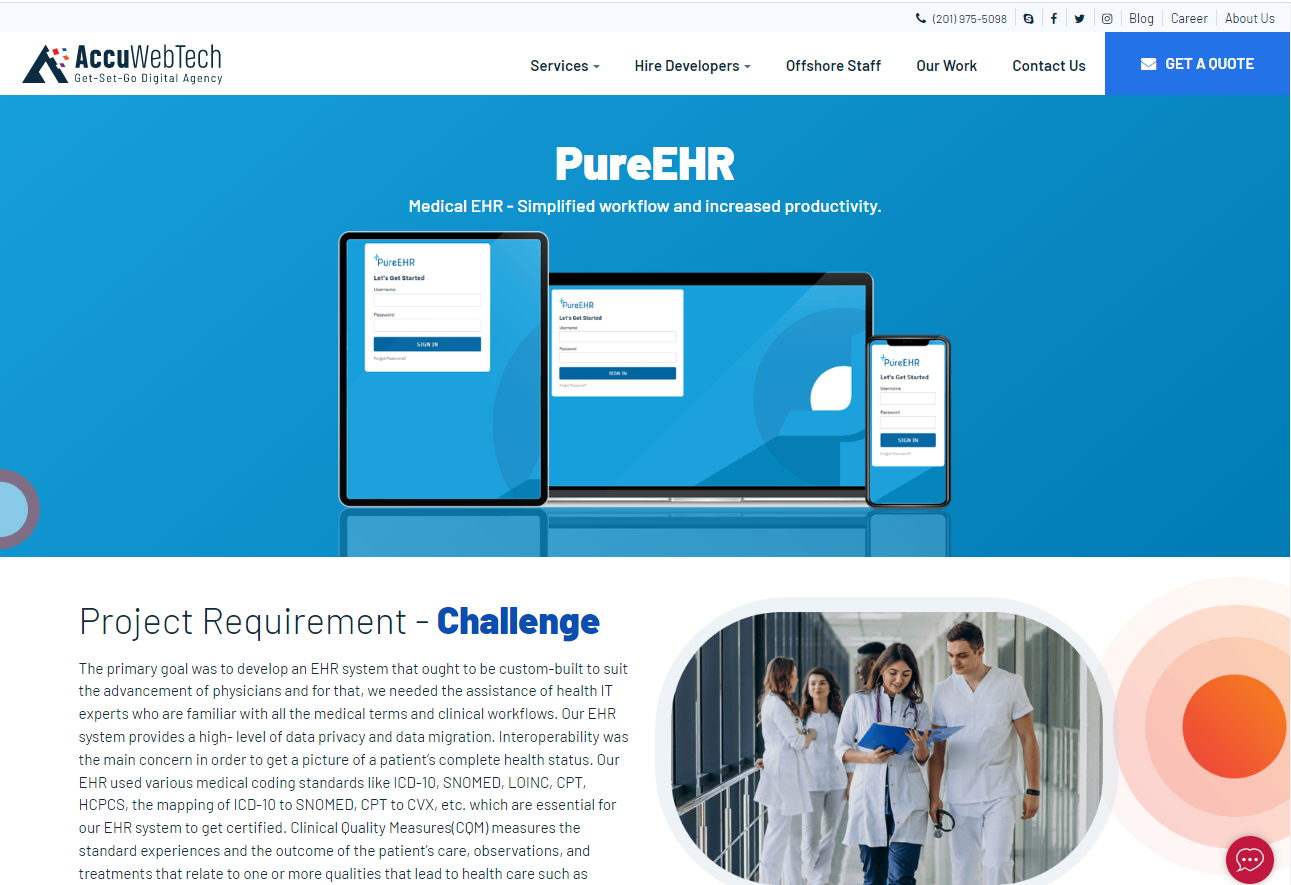 (201) 975-5098
Blog
Career
About Us
AccuWebTech
Get-Set-Go Digital Agency
Services
Hire Developers
Offshore Staff
Our Work
Contact Us
GET A QUOTE
PureEHR
Medical EHR - Simplified workflow and increased productivity.
PureEHR
Let's Get Started
Username
Password
SIGN IN
Forgot Password?
PureEHR
Let's Get Started
Username
Password
SIGN IN
Forgot Password?
PureEHR
Let's Get Started
Username
Password
SIGN IN
Forgot Password?
Project Requirement - Challenge
The primary goal was to develop an EHR system that ought to be custom-built to suit
the advancement of physicians and for that, we needed the assistance of health IT
experts who are familiar with all the medical terms and clinical workflows. Our EHR
system provides a high- level of data privacy and data migration. Interoperability was
the main concern in order to get a picture of a patient's complete health status. Our
EHR used various medical coding standards like ICD-10, SNOMED, LOINC, CPT,
HCPCS, the mapping of ICD-10 to SNOMED, CPT to CVX, etc. which are essential for
our EHR system to get certified. Clinical Quality Measures(CQM) measures the
standard experiences and the outcome of the patient's care, observations, and
treatments that relate to one or more qualities that lead to health care such as